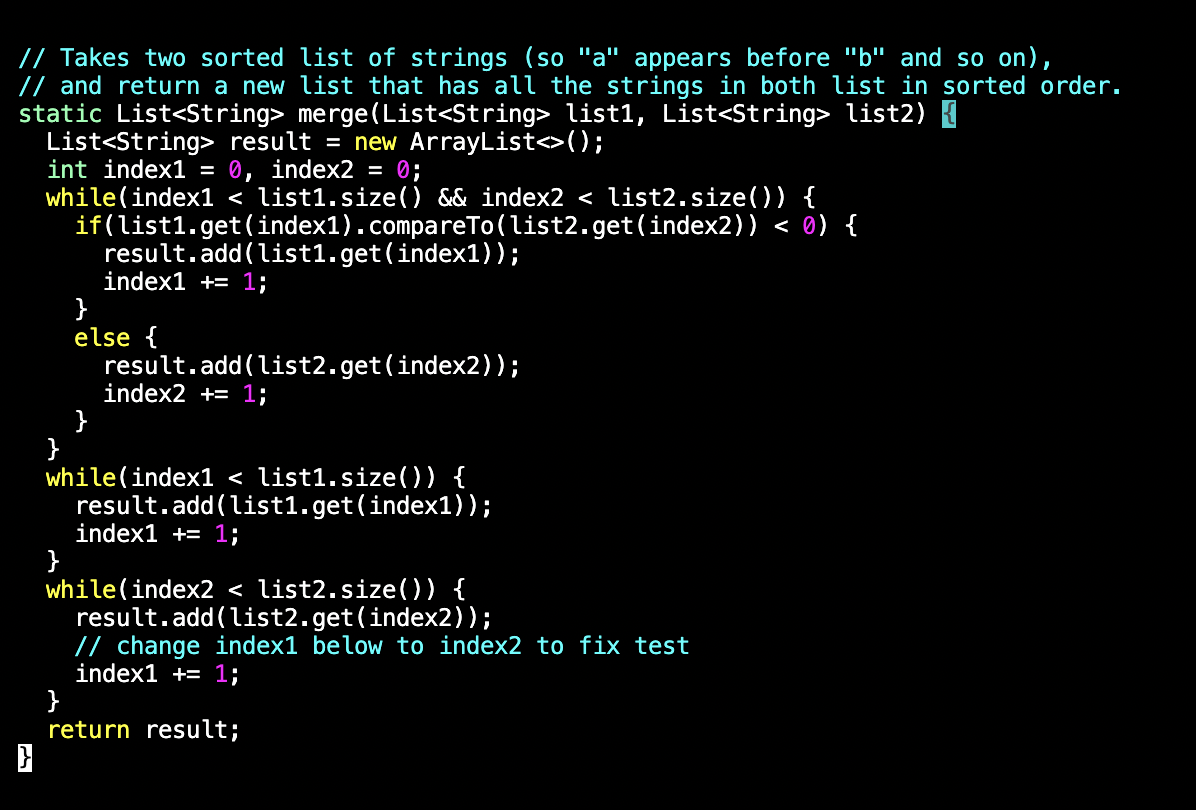 // Takes two sorted list of strings (so "a" appears before "b" and so on),
// and return a new list that has all the strings in both list in sorted order.
static List<String> merge(List<String> list1, List<String> list2) {
  List<String> result = new ArrayList<>();
  int index1 = 0, index2 = 0;
  while(index1 < list1.size() && index2 < list2.size()) {
    if(list1.get(index1).compareTo(list2.get(index2)) < 0) {
      result.add(list1.get(index1));
      index1 += 1;
    }
    else {
      result.add(list2.get(index2));
      index2 += 1;
    }
  }
  while(index1 < list1.size()) {
    result.add(list1.get(index1));
    index1 += 1;
  }
  while(index2 < list2.size()) {
    result.add(list2.get(index2));
    // change index1 below to index2 to fix test
    index1 += 1;
  }
  return result;
}